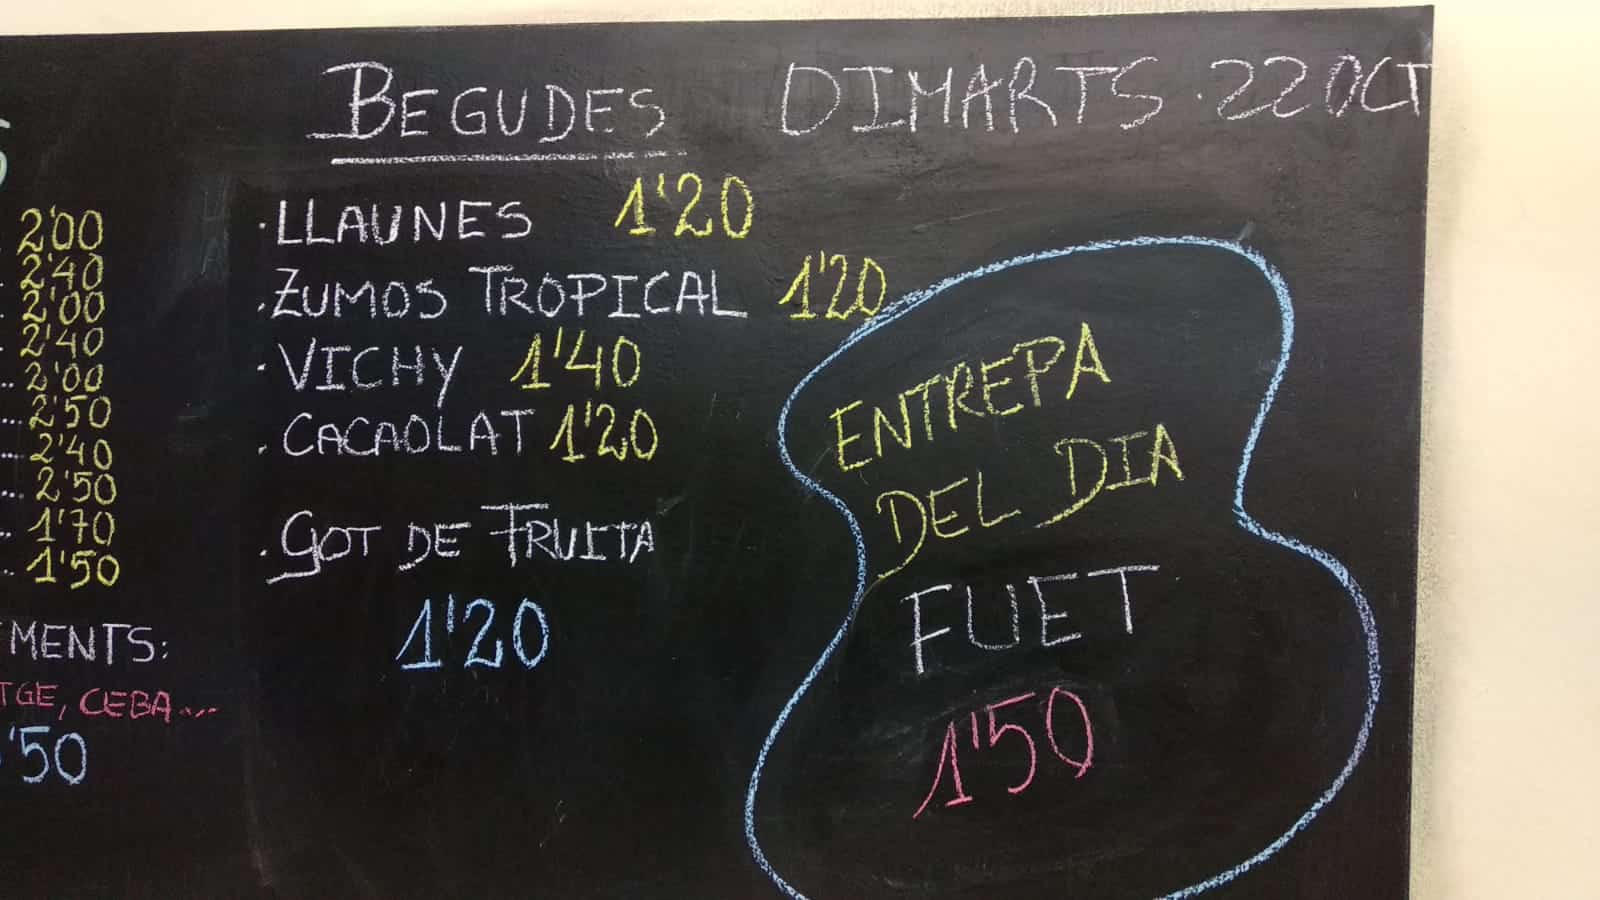 2'00
2'40
2'00
2'40
2'00
2'50
2'40
2'50
1'70
1'50
MENTS:
TGE, CEBA...
'50
BEGUDES
· LLAUNES 1'20
· ZUMOS TROPICAL 1'20
· VICHY 1'40
· CACAOLAT 1'20
· GOT DE FRUITA
1'20
DIMARTS · 22 OCT
ENTREPA
DEL DIA
FUET
1'50